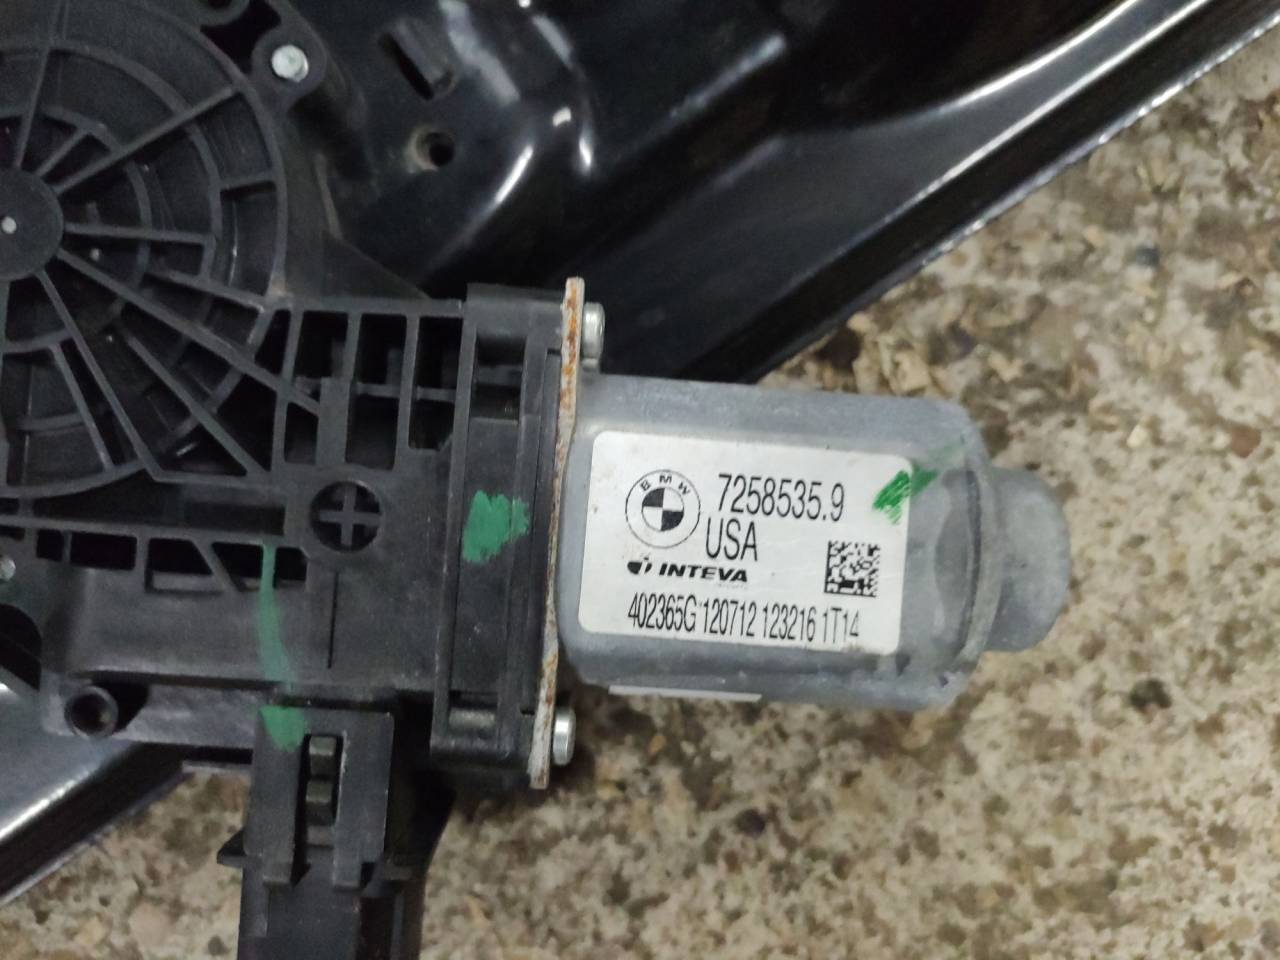 BMW
7258535.9
USA
INTEVA
402365G 120712 123216 1T14